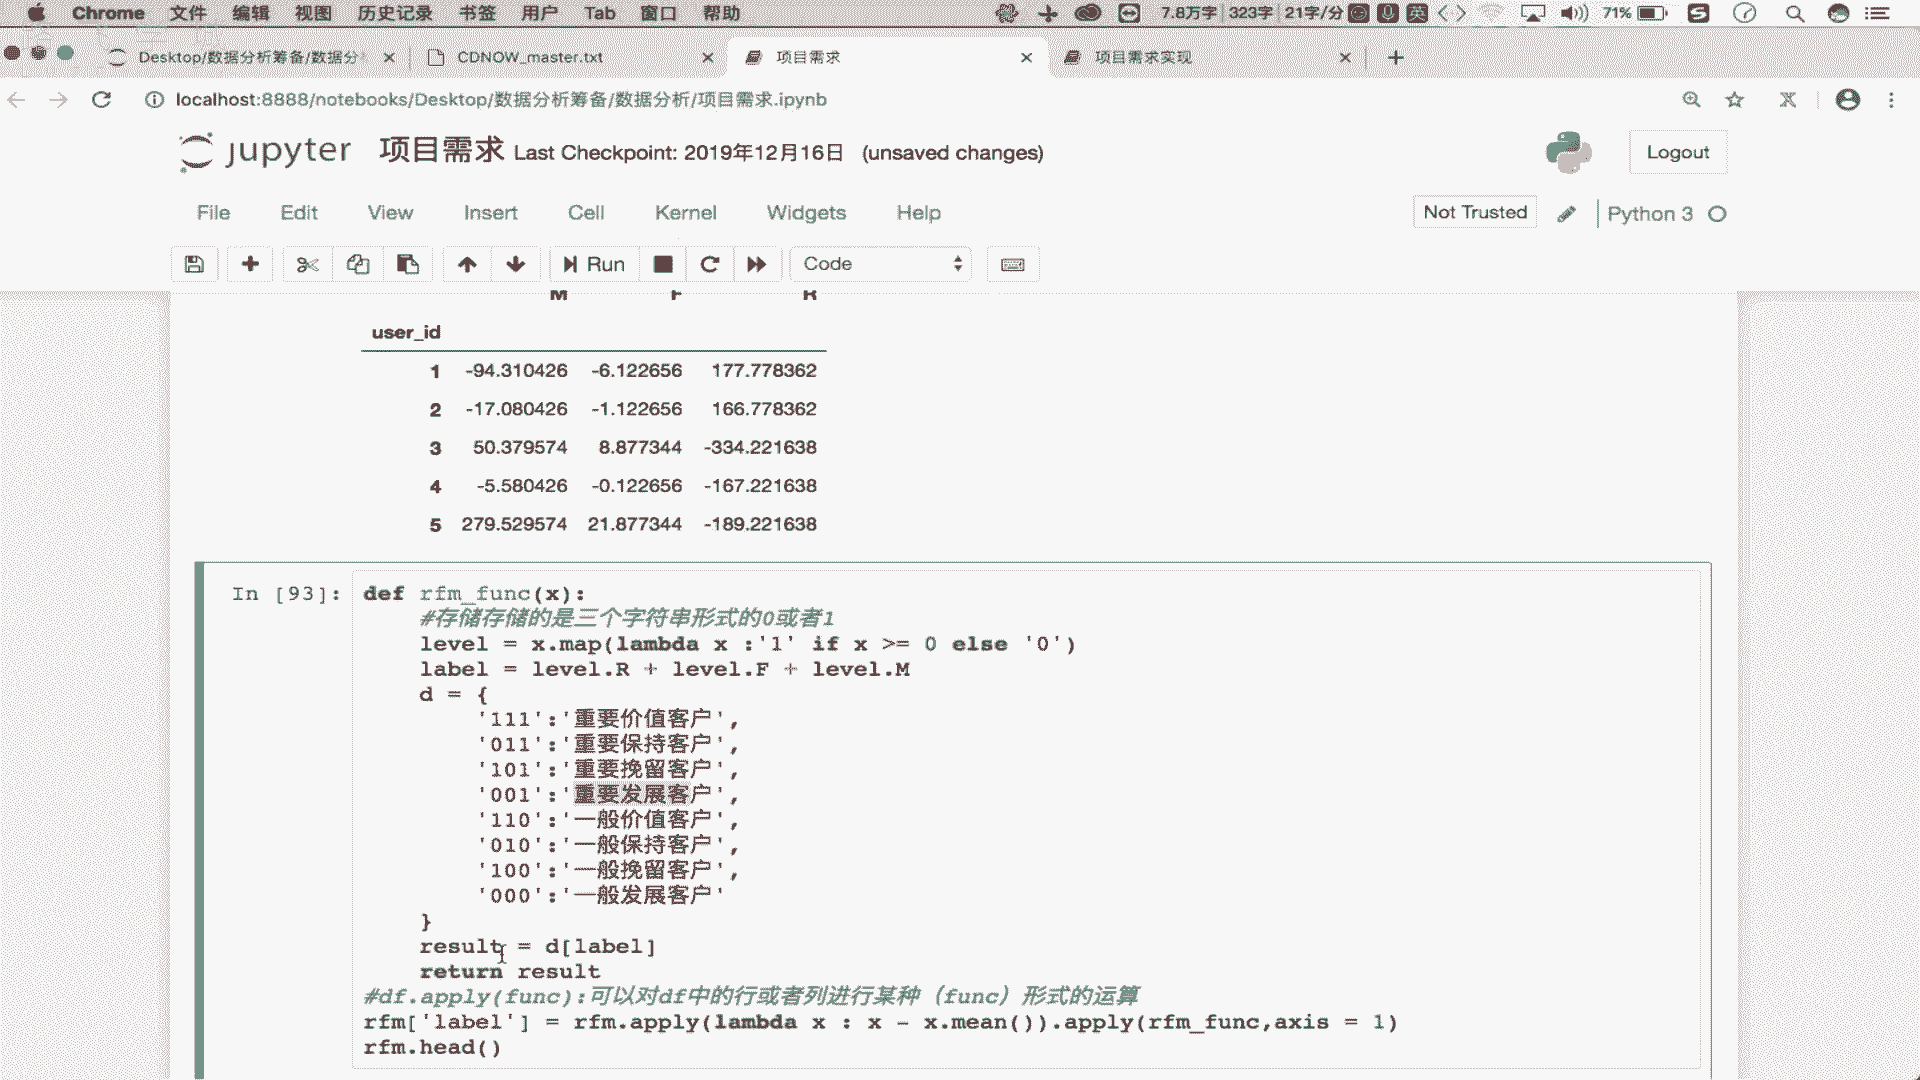 Chrome 文件 编辑 视图 历史记录 书签 用户 Tab 窗口 帮助 7.8万字 323字 21字/分 英 71%
Desktop/数据分析筹备/数据分 CDNOW_master.txt 项目需求 项目需求实现
localhost:8888/notebooks/Desktop/数据分析筹备/数据分析/项目需求.ipynb
jupyter 项目需求 Last Checkpoint: 2019年12月16日 (unsaved changes) Logout
File Edit View Insert Cell Kernel Widgets Help Not Trusted Python 3
Run Code
M F R
user_id
1 -94.310426 -6.122656 177.778362
2 -17.080426 -1.122656 166.778362
3 50.379574 8.877344 -334.221638
4 -5.580426 -0.122656 -167.221638
5 279.529574 21.877344 -189.221638
In [93]: def rfm_func(x):
#存储存储的是三个字符串形式的0或者1
level = x.map(lambda x :'1' if x >= 0 else '0')
label = level.R + level.F + level.M
d = {
'111':'重要价值客户',
'011':'重要保持客户',
'101':'重要挽留客户',
'001':'重要发展客户',
'110':'一般价值客户',
'010':'一般保持客户',
'100':'一般挽留客户',
'000':'一般发展客户'
}
result = d[label]
return result
#df.apply(func):可以对df中的行或者列进行某种（func）形式的运算
rfm['label'] = rfm.apply(lambda x : x - x.mean()).apply(rfm_func,axis = 1)
rfm.head()